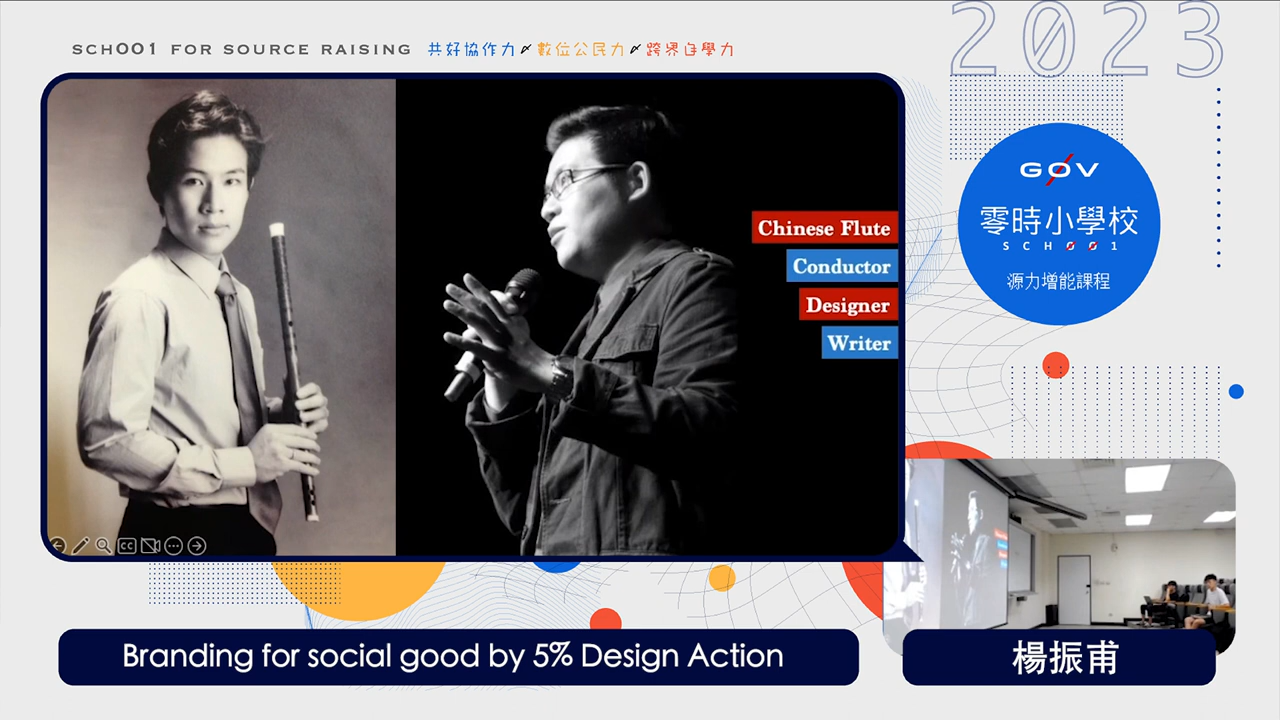 SCH001 FOR SOURCE RAISING 共好協作力 〆 數位公民力 〆 跨界自學力
2023
G0V
零時小學校
SCH001
源力增能課程
Chinese Flute
Conductor
Designer
Writer
CC
Branding for social good by 5% Design Action
楊振甫